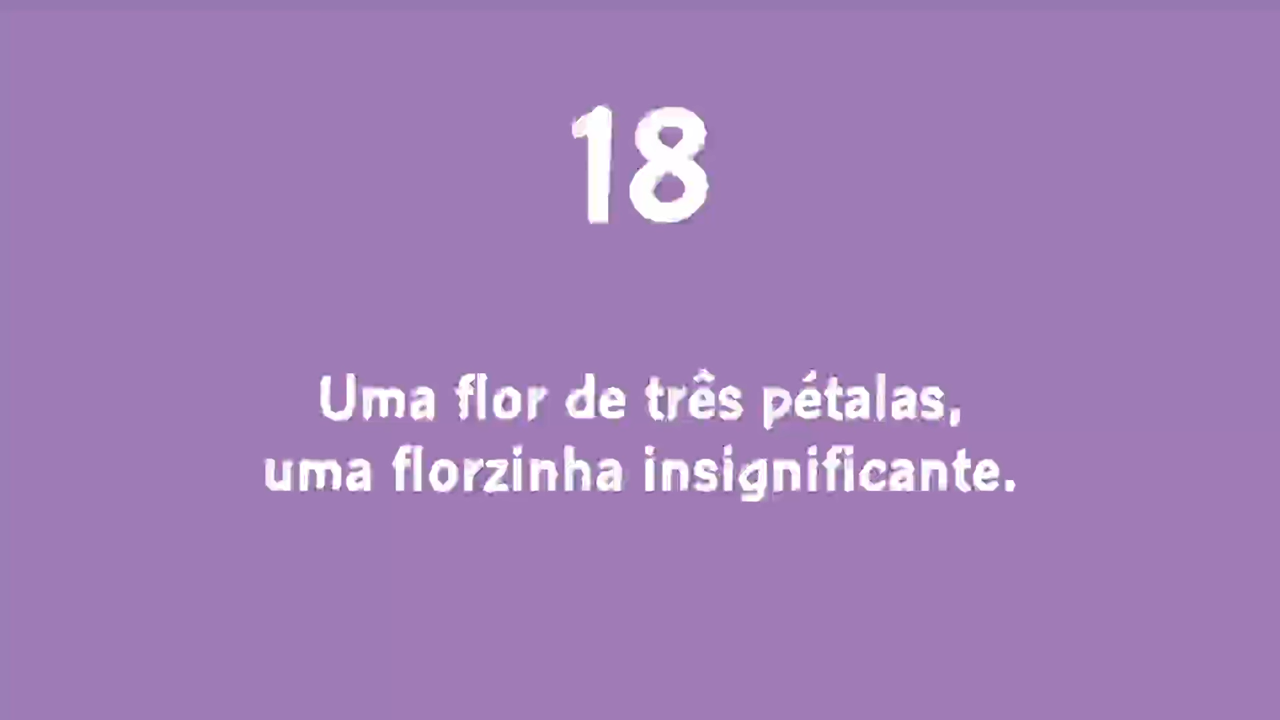 18
Uma flor de três pétalas,
uma florzinha insignificante.